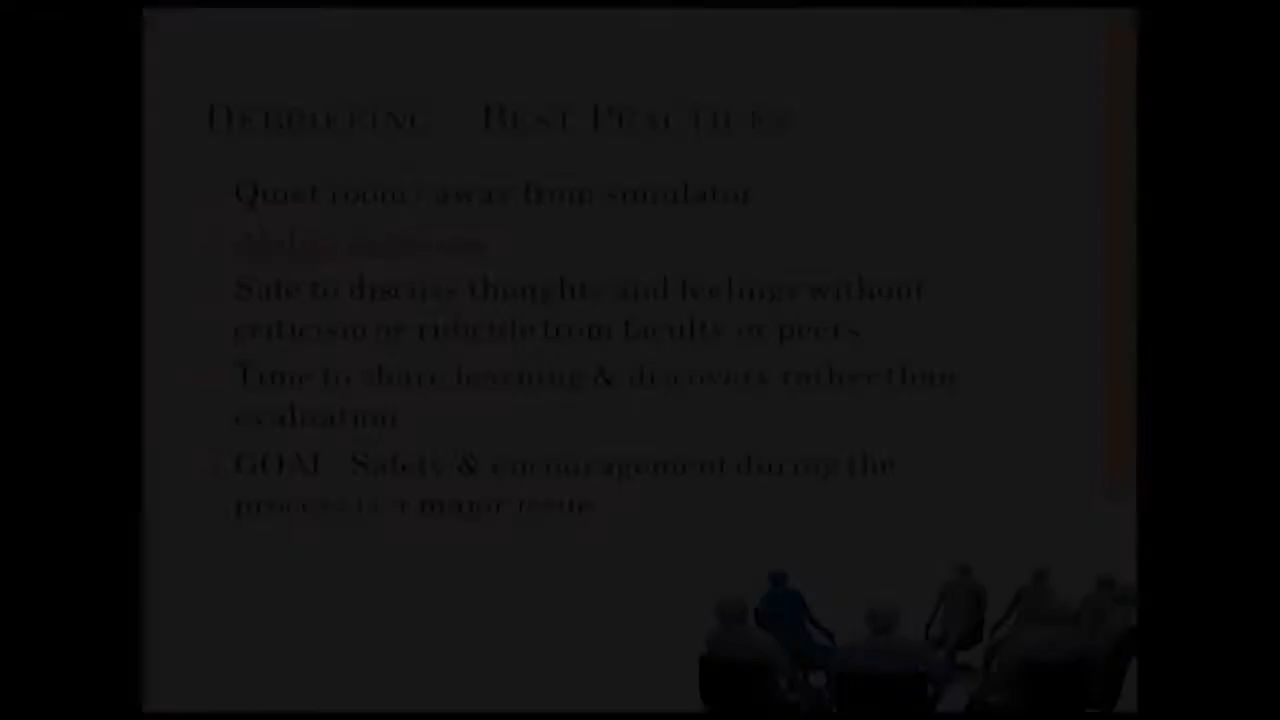 DEBRIEFING BEST PRACTICES
Quiet room / away from simulator
Safe to discuss thoughts and feelings without
criticism or ridicule from faculty or peers
Time to share learning & discovery rather than
evaluation
GOAL Safety & encouragement during the
process is a major issue